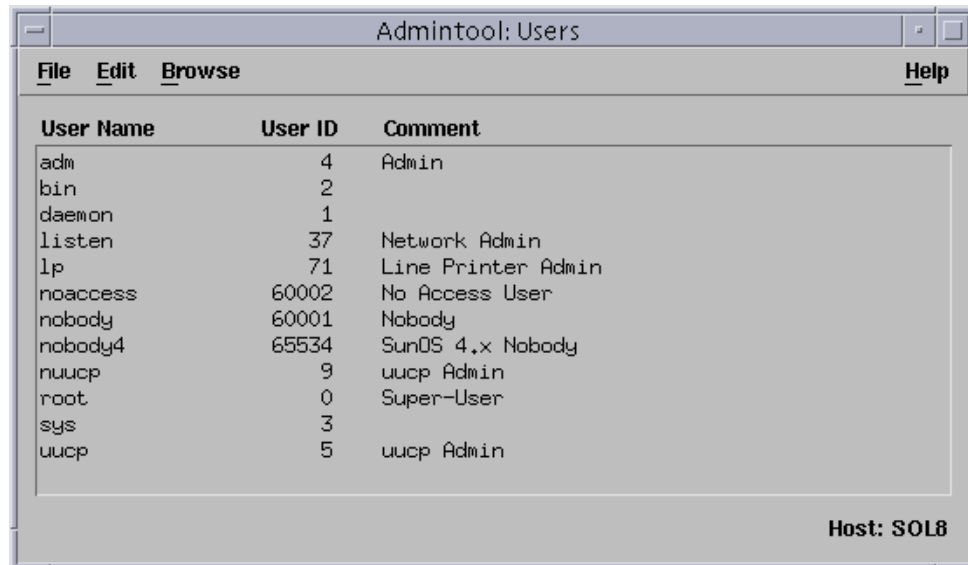 Admintool: Users
File Edit Browse Help
User Name User ID Comment
adm 4 Admin
bin 2
daemon 1
listen 37 Network Admin
lp 71 Line Printer Admin
noaccess 60002 No Access User
nobody 60001 Nobody
nobody4 65534 SunOS 4.x Nobody
nuucp 9 uucp Admin
root 0 Super-User
sys 3
uucp 5 uucp Admin
Host: SOL8